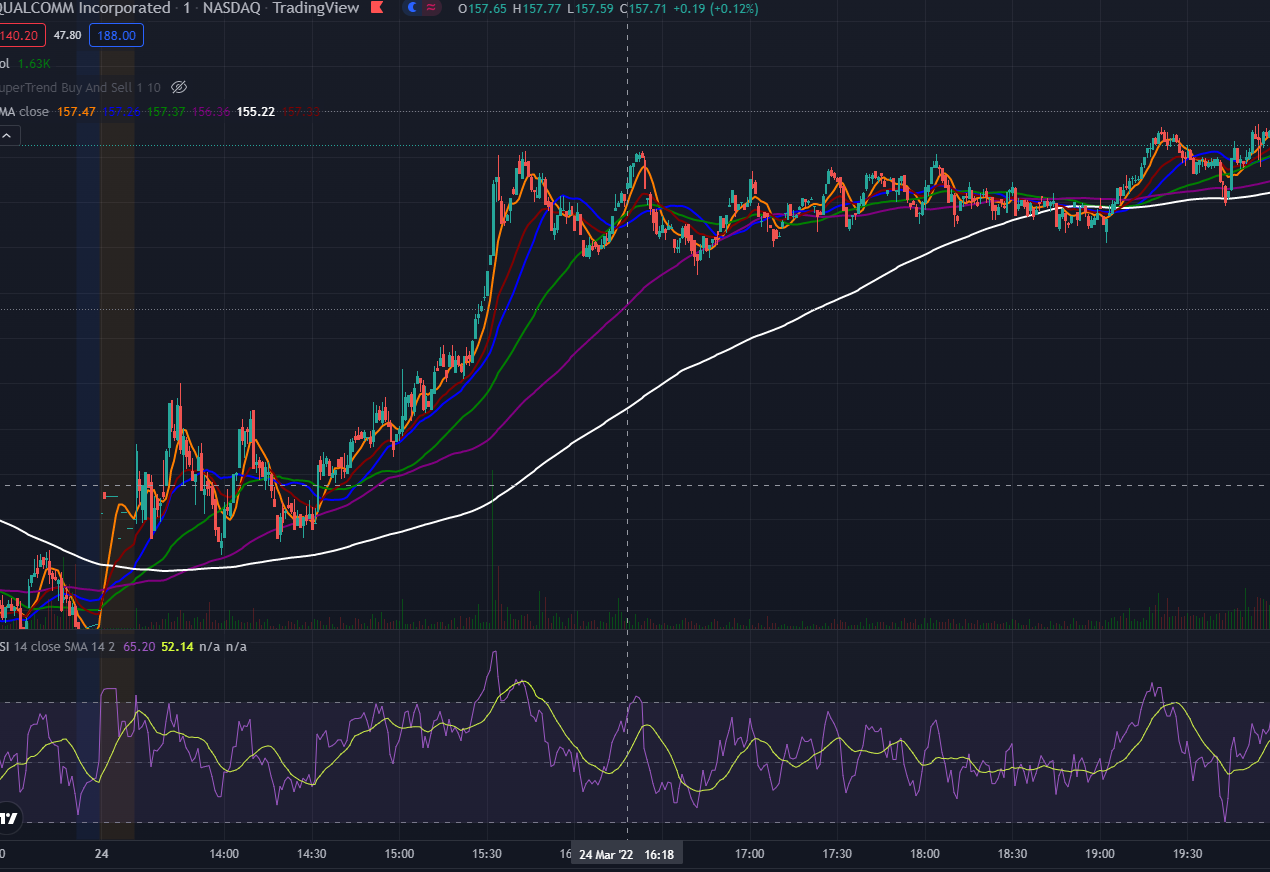 QUALCOMM Incorporated · 1 · NASDAQ · TradingView O157.65 H157.77 L157.59 C157.71 +0.19 (+0.12%)
140.20 47.80 188.00
ol 1.63K
uperTrend Buy And Sell 1 10
MA close 157.47 157.37 156.36 155.22
SI 14 close SMA 14 2 65.20 52.14 n/a n/a
0 24 14:00 14:30 15:00 15:30 16 24 Mar '22 16:18 17:00 17:30 18:00 18:30 19:00 19:30